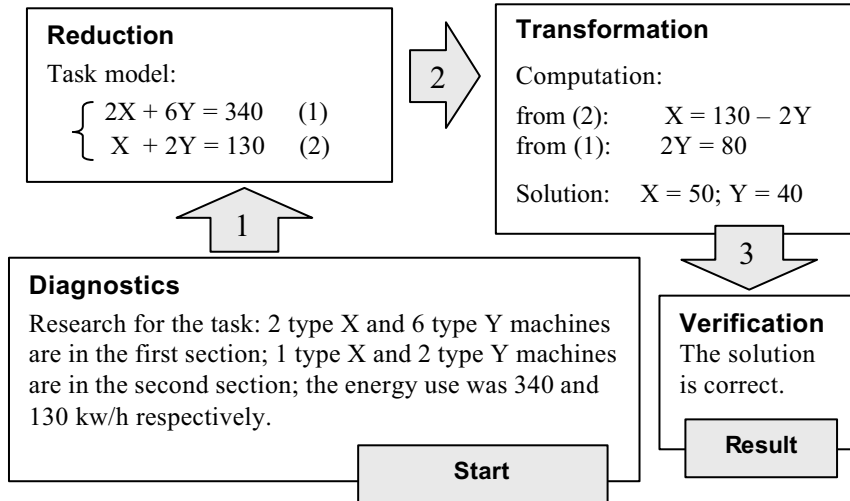 Reduction
Task model:
2X + 6Y = 340 (1)
X + 2Y = 130 (2)
2
Transformation
Computation:
from (2): X = 130 – 2Y
from (1): 2Y = 80
Solution: X = 50; Y = 40
1
3
Diagnostics
Research for the task: 2 type X and 6 type Y machines
are in the first section; 1 type X and 2 type Y machines
are in the second section; the energy use was 340 and
130 kw/h respectively.
Start
Verification
The solution
is correct.
Result